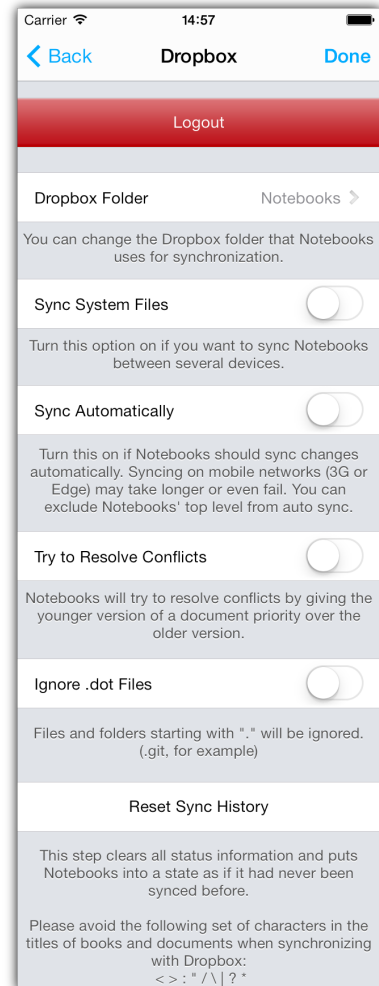 Carrier 14:57
Back Dropbox Done
Logout
Dropbox Folder Notebooks
You can change the Dropbox folder that Notebooks
uses for synchronization.
Sync System Files
Turn this option on if you want to sync Notebooks
between several devices.
Sync Automatically
Turn this on if Notebooks should sync changes
automatically. Syncing on mobile networks (3G or
Edge) may take longer or even fail. You can
exclude Notebooks' top level from auto sync.
Try to Resolve Conflicts
Notebooks will try to resolve conflicts by giving the
younger version of a document priority over the
older version.
Ignore .dot Files
Files and folders starting with "." will be ignored.
(.git, for example)
Reset Sync History
This step clears all status information and puts
Notebooks into a state as if it had never been
synced before.
Please avoid the following set of characters in the
titles of books and documents when synchronizing
with Dropbox:
< > : " / \ | ? *